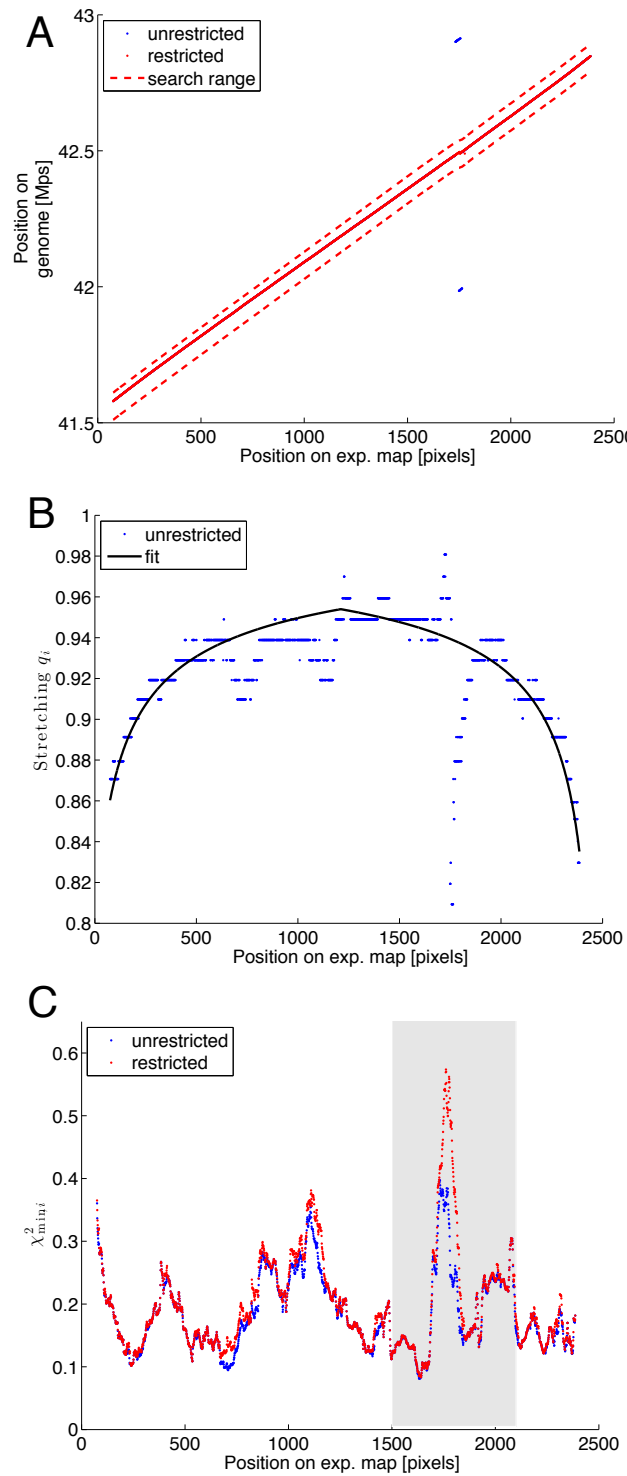 A
unrestricted
restricted
search range
43
42.5
42
41.5
Position on
genome [Mps]
0
500
1000
1500
2000
2500
Position on exp. map [pixels]
B
unrestricted
fit
1
0.98
0.96
0.94
0.92
0.9
0.88
0.86
0.84
0.82
0.8
Stretching qᵢ
0
500
1000
1500
2000
2500
Position on exp. map [pixels]
C
unrestricted
restricted
0.6
0.5
0.4
0.3
0.2
0.1
0
χ²min i
0
500
1000
1500
2000
2500
Position on exp. map [pixels]